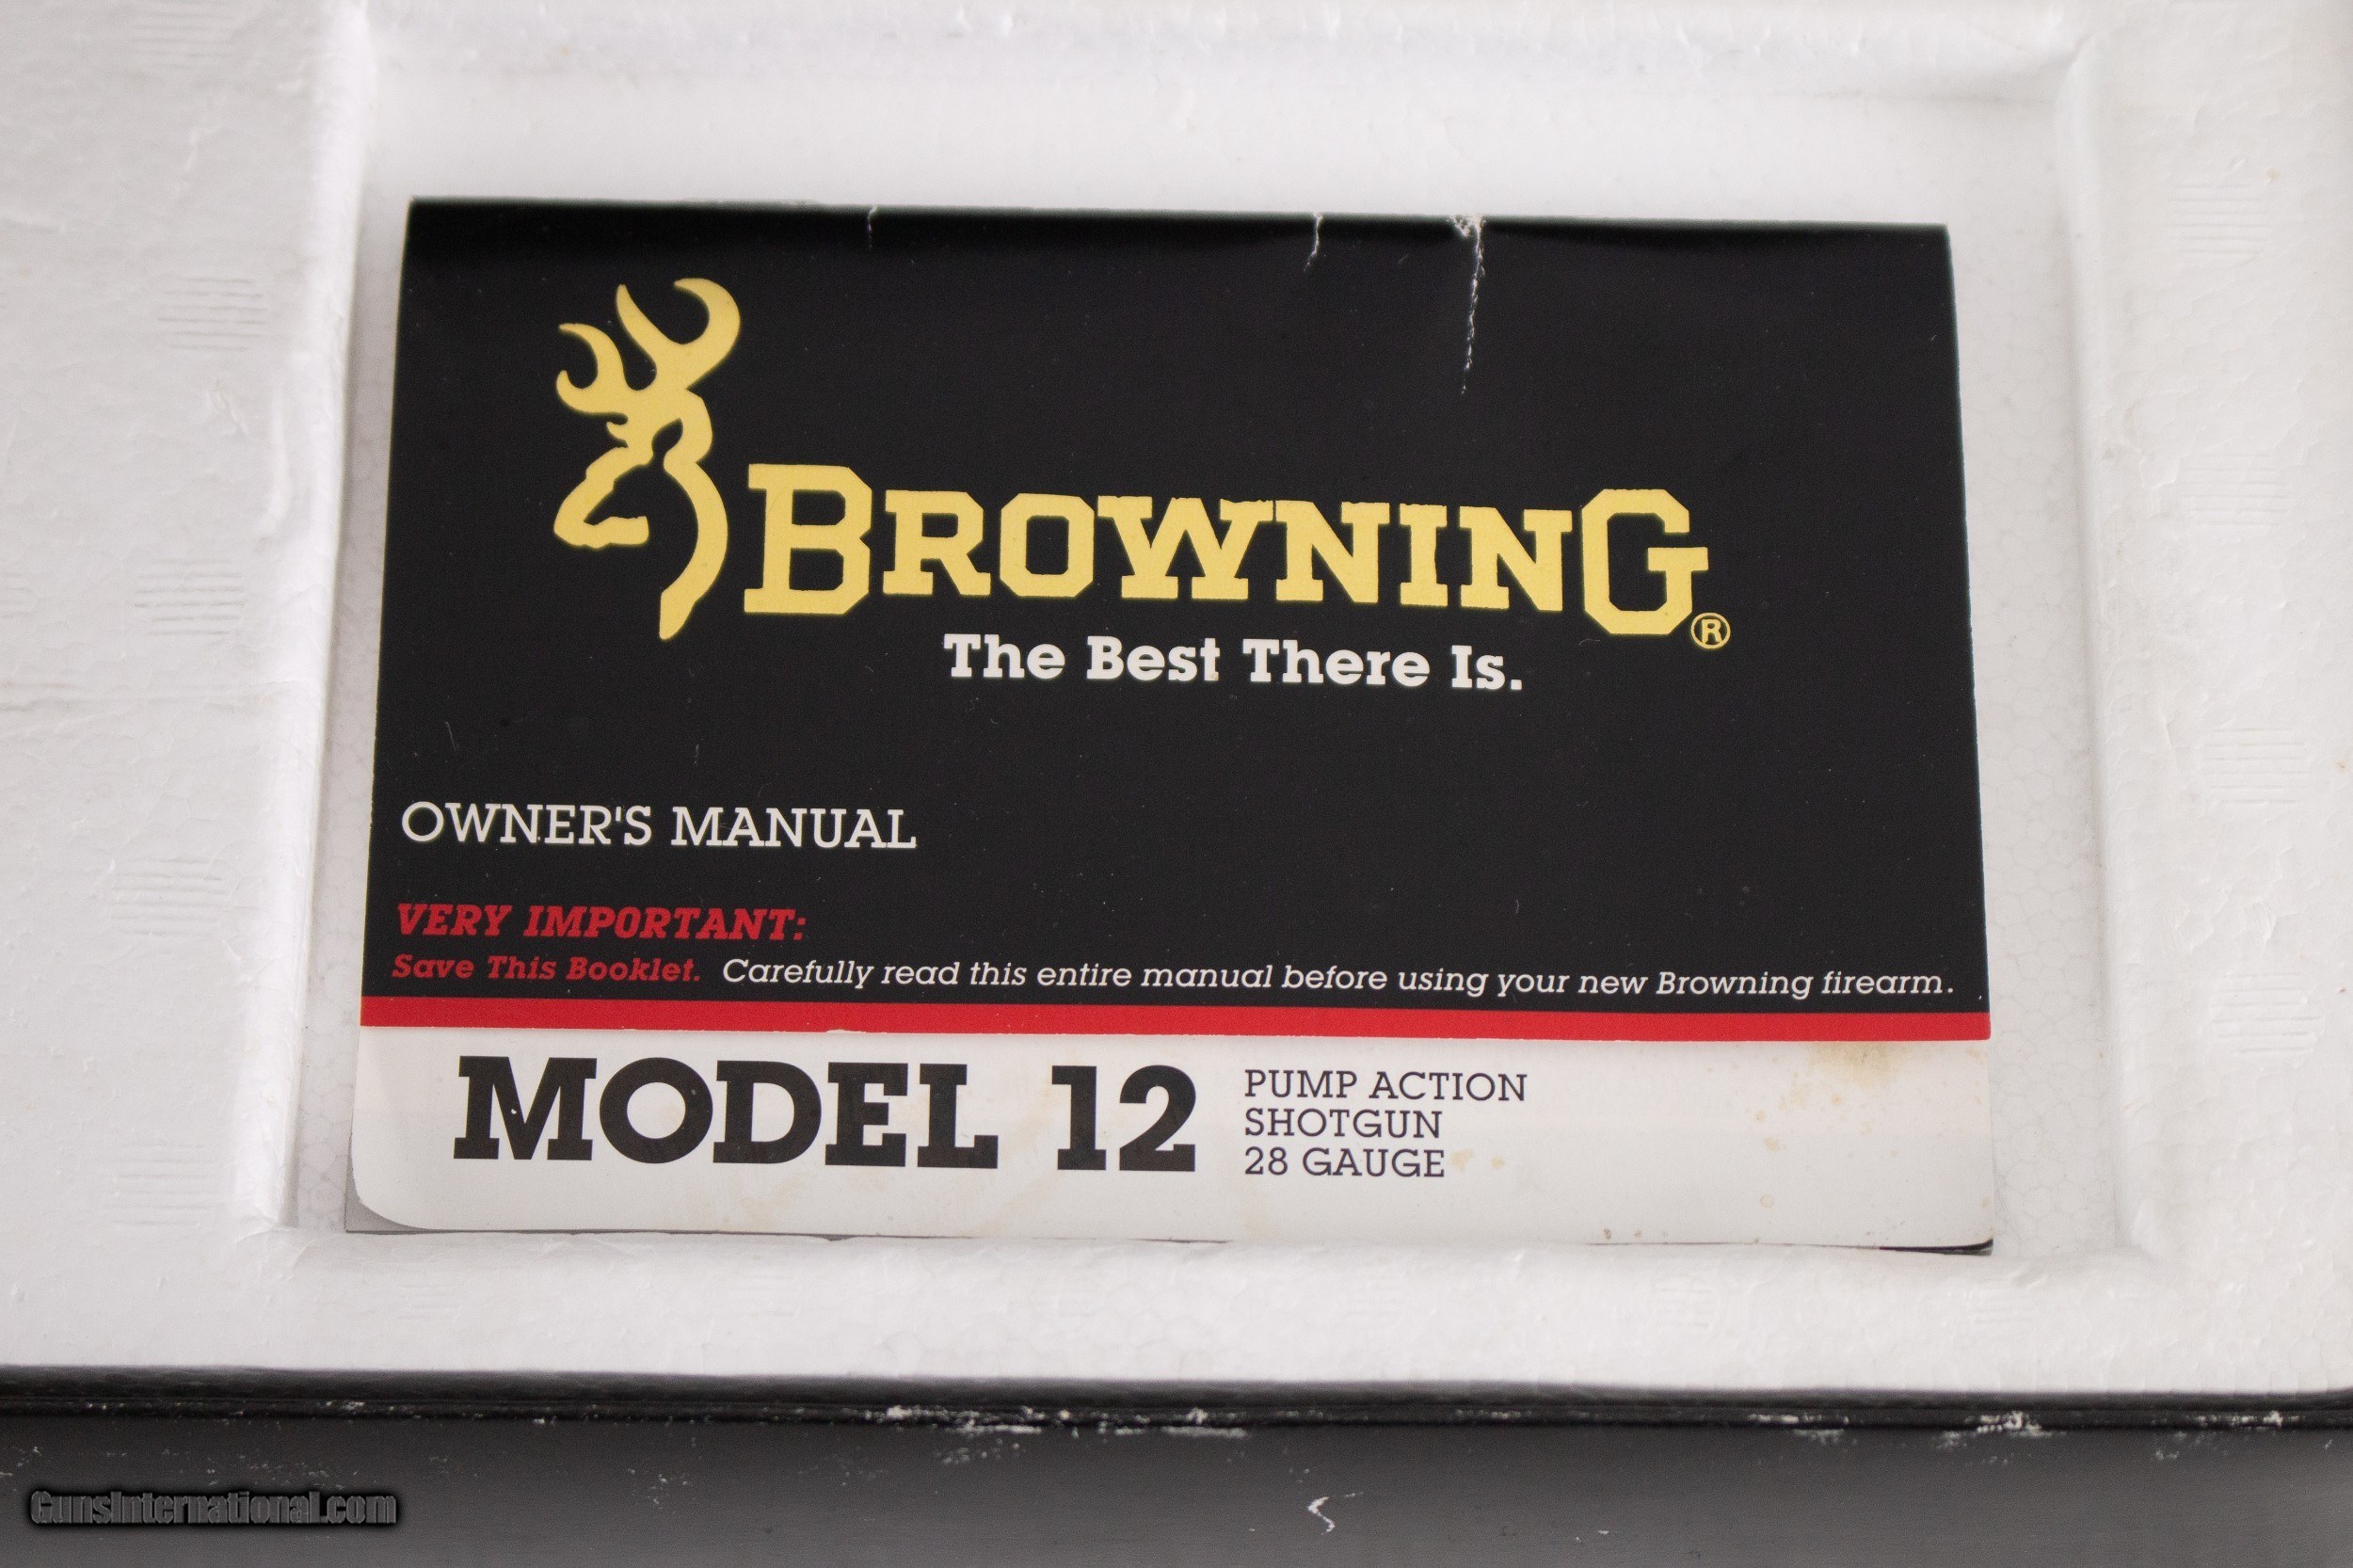 BROWNING®
The Best There Is.
OWNER'S MANUAL
VERY IMPORTANT:
Save This Booklet. Carefully read this entire manual before using your new Browning firearm.
MODEL 12
PUMP ACTION
SHOTGUN
28 GAUGE
GunsInternational.com